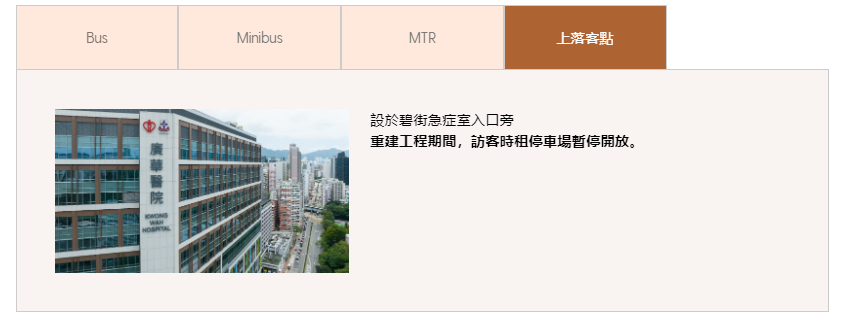 Bus
Minibus
MTR
上落客點
設於碧街急症室入口旁
重建工程期間，訪客時租停車場暫停開放。
廣華醫院
KWONG
WAH
HOSPITAL